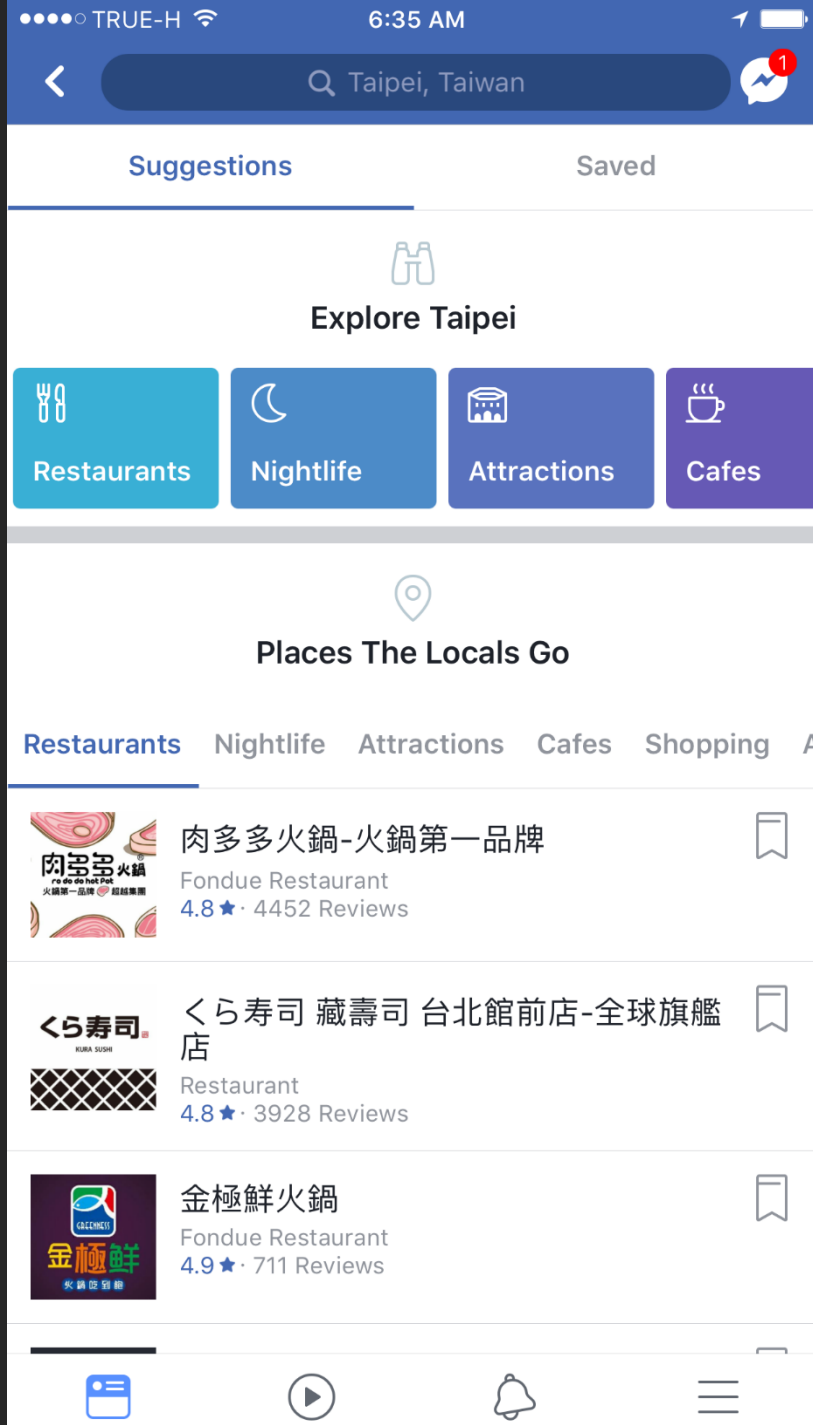 TRUE-H 6:35 AM
Taipei, Taiwan 1
Suggestions Saved
Explore Taipei
Restaurants Nightlife Attractions Cafes
Places The Locals Go
Restaurants Nightlife Attractions Cafes Shopping A
肉多多火鍋-火鍋第一品牌
肉多多火鍋
ro do do hot Pot
火鍋第一品牌 超越集團
Fondue Restaurant
4.8 ★ · 4452 Reviews
くら寿司 藏壽司 台北館前店-全球旗艦
店
くら寿司
KURA SUSHI
Restaurant
4.8 ★ · 3928 Reviews
金極鮮火鍋
GREENNESS
金極鮮
火鍋吃到飽
Fondue Restaurant
4.9 ★ · 711 Reviews